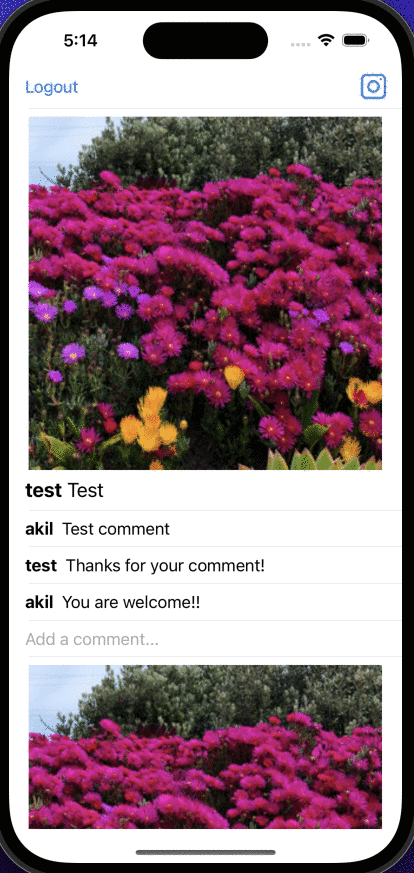 5:14
Logout
test Test
akil Test comment
test Thanks for your comment!
akil You are welcome!!
Add a comment...